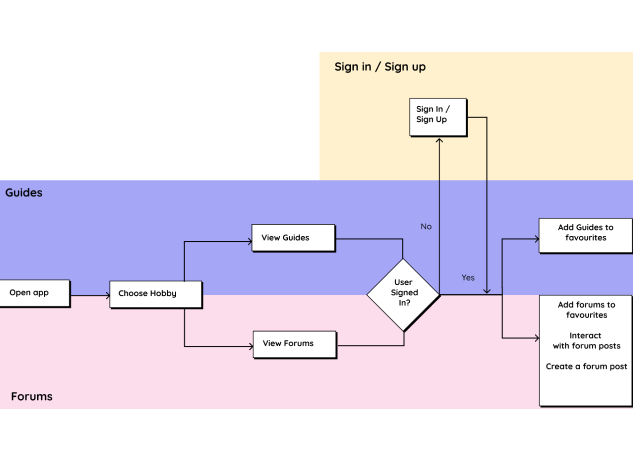 Sign in / Sign up
Sign In /
Sign Up
Guides
No
View Guides
Add Guides to
favourites
Yes
User
Signed
In?
Open app
Choose Hobby
Add forums to
favourites
Interact
with forum posts
Create a forum post
View Forums
Forums